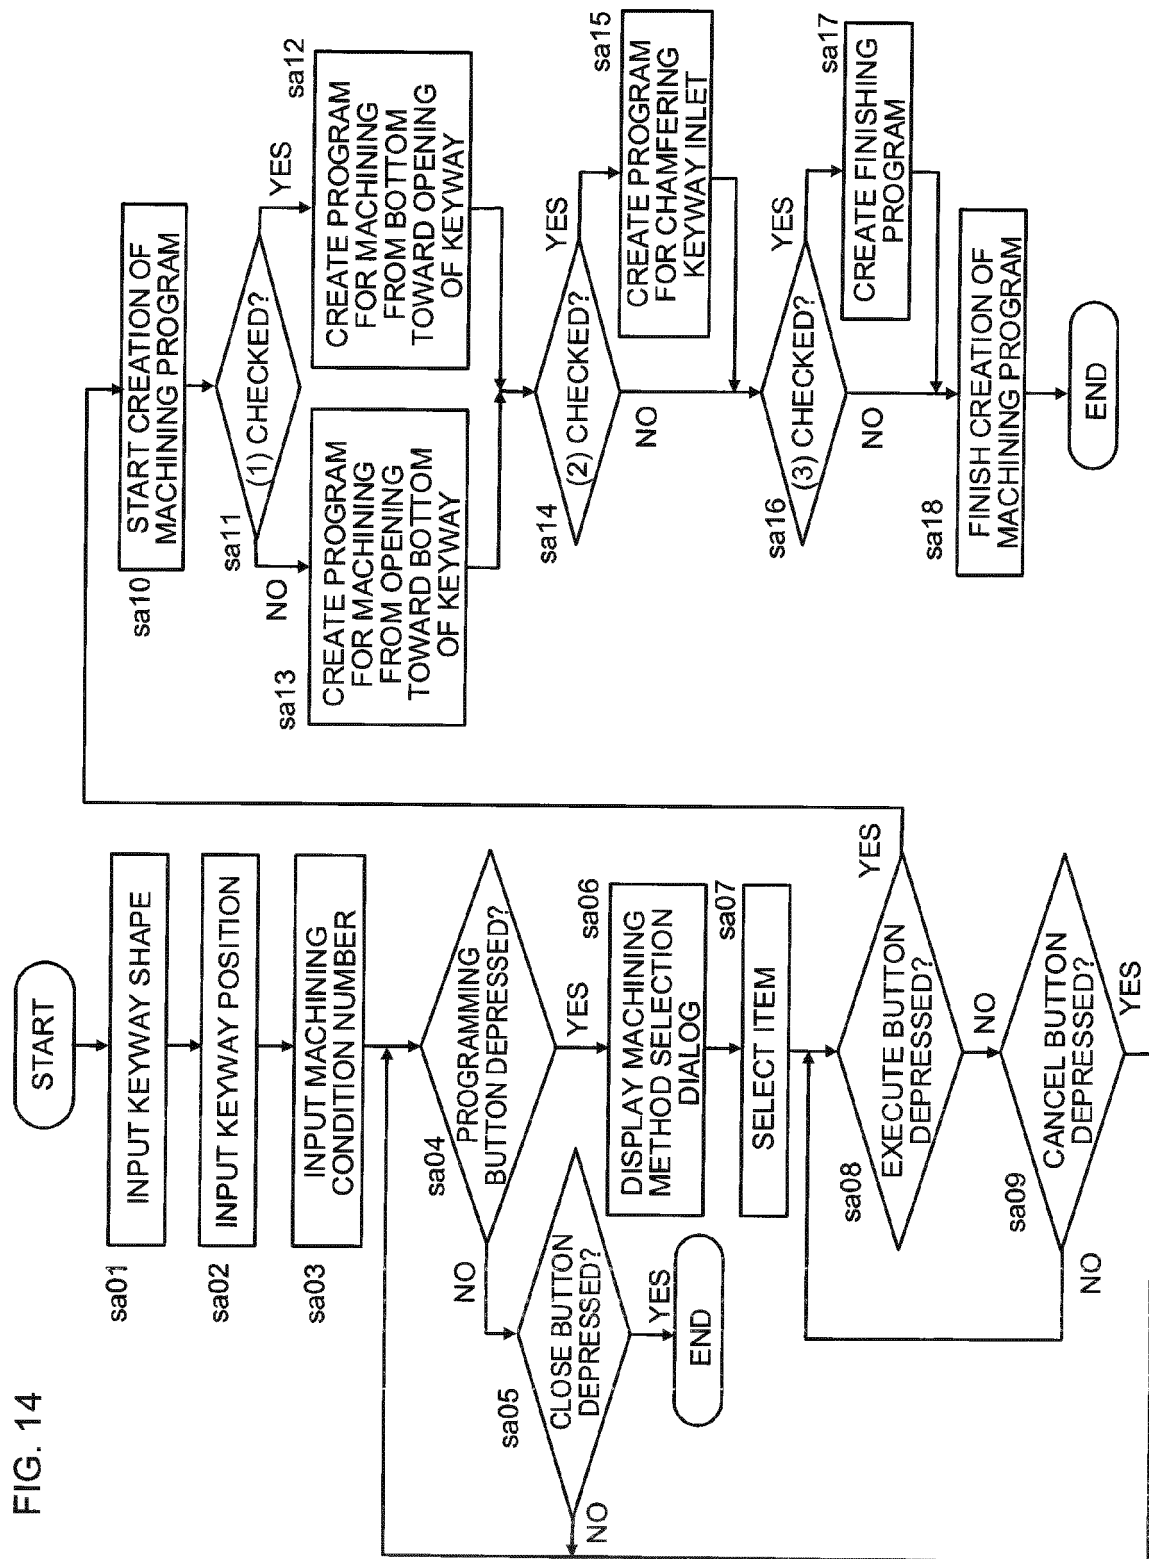 FIG. 14
START
sa01
INPUT KEYWAY SHAPE
sa02
INPUT KEYWAY POSITION
sa03
INPUT MACHINING
CONDITION NUMBER
sa04
PROGRAMMING
BUTTON DEPRESSED?
NO
YES
sa05
CLOSE BUTTON
DEPRESSED?
NO
YES
END
sa06
DISPLAY MACHINING
METHOD SELECTION
DIALOG
sa07
SELECT ITEM
sa08
EXECUTE BUTTON
DEPRESSED?
YES
NO
sa09
CANCEL BUTTON
DEPRESSED?
NO
YES
sa10
START CREATION OF
MACHINING PROGRAM
sa11
(1) CHECKED?
NO
YES
sa12
CREATE PROGRAM
FOR MACHINING
FROM BOTTOM
TOWARD OPENING
OF KEYWAY
sa13
CREATE PROGRAM
FOR MACHINING
FROM OPENING
TOWARD BOTTOM
OF KEYWAY
sa14
(2) CHECKED?
YES
NO
sa15
CREATE PROGRAM
FOR CHAMFERING
KEYWAY INLET
sa16
(3) CHECKED?
YES
NO
sa17
CREATE FINISHING
PROGRAM
sa18
FINISH CREATION OF
MACHINING PROGRAM
END